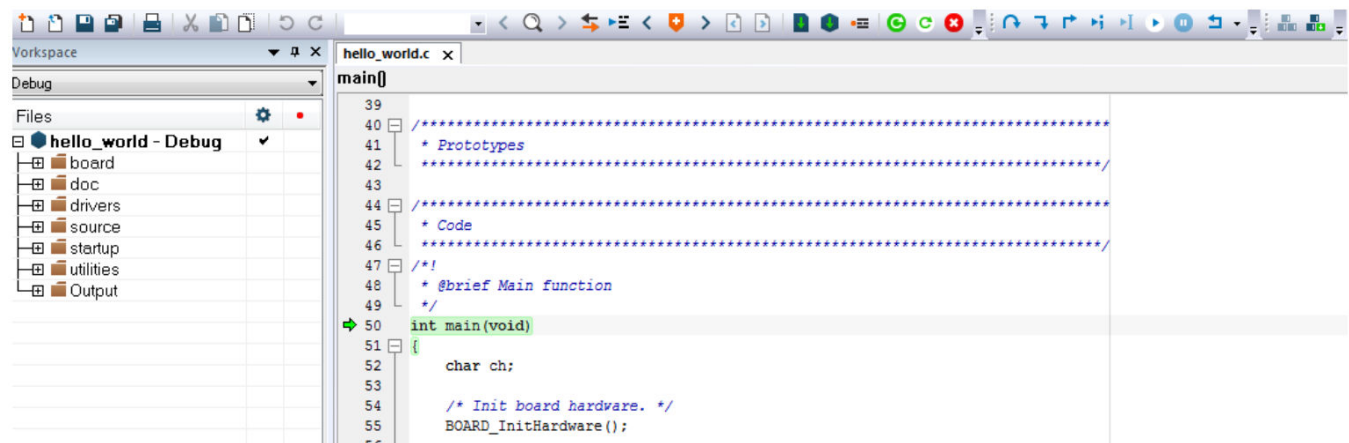 Workspace
Debug
Files
hello_world - Debug
board
doc
drivers
source
startup
utilities
Output
hello_world.c
main()
39
40 /*******************************************************************************
41 * Prototypes
42 ******************************************************************************/
43
44 /*******************************************************************************
45 * Code
46 ******************************************************************************/
47 /*!
48 * @brief Main function
49 */
50 int main(void)
51 {
52 char ch;
53
54 /* Init board hardware. */
55 BOARD_InitHardware();